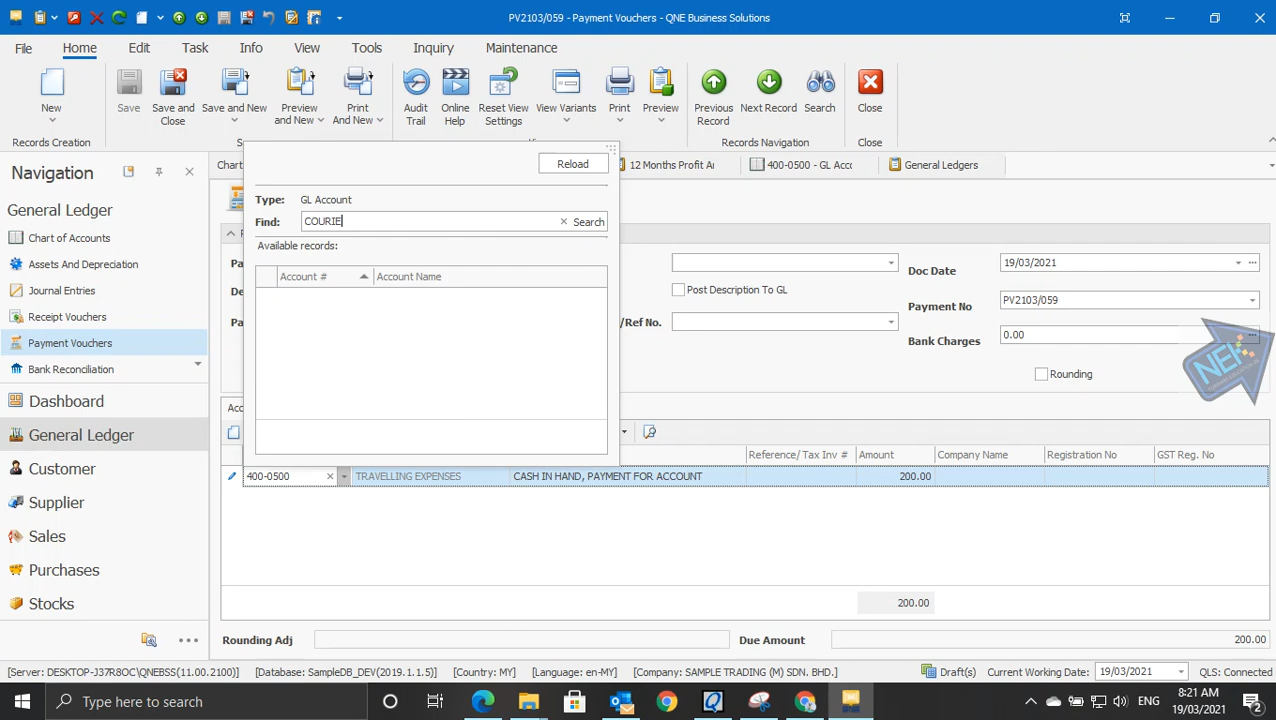 PV2103/059 - Payment Vouchers - QNE Business Solutions
File Home Edit Task Info View Tools Inquiry Maintenance
New Save Save and Close Save and New Preview and New Print And New Audit Trail Online Help Reset View Settings View Variants Print Preview Previous Record Next Record Search Close
Records Creation Records Navigation Close
Navigation
Chart 12 Months Profit Ar 400-0500 - GL Accc General Ledgers
Reload
General Ledger
Type: GL Account
Find: COURIE Search
Chart of Accounts
Available records:
Assets And Depreciation
Doc Date 19/03/2021
Account # Account Name
Journal Entries
Post Description To GL
Receipt Vouchers
Payment No PV2103/059
/Ref No.
Payment Vouchers
Bank Charges 0.00
NEK
Bank Reconciliation
Rounding
Dashboard
General Ledger
Reference/ Tax Inv # Amount Company Name Registration No GST Reg. No
Customer
400-0500 TRAVELLING EXPENSES CASH IN HAND, PAYMENT FOR ACCOUNT 200.00
Supplier
Sales
Purchases
Stocks
200.00
Rounding Adj Due Amount 200.00
[Server: DESKTOP-J37R8OC\QNEBSS(11.00.2100)] [Database: SampleDB_DEV(2019.1.1.5)] [Country: MY] [Language: en-MY] [Company: SAMPLE TRADING (M) SDN. BHD.] Draft(s) Current Working Date: 19/03/2021 QLS: Connected
Type here to search ENG 8:21 AM
19/03/2021 2